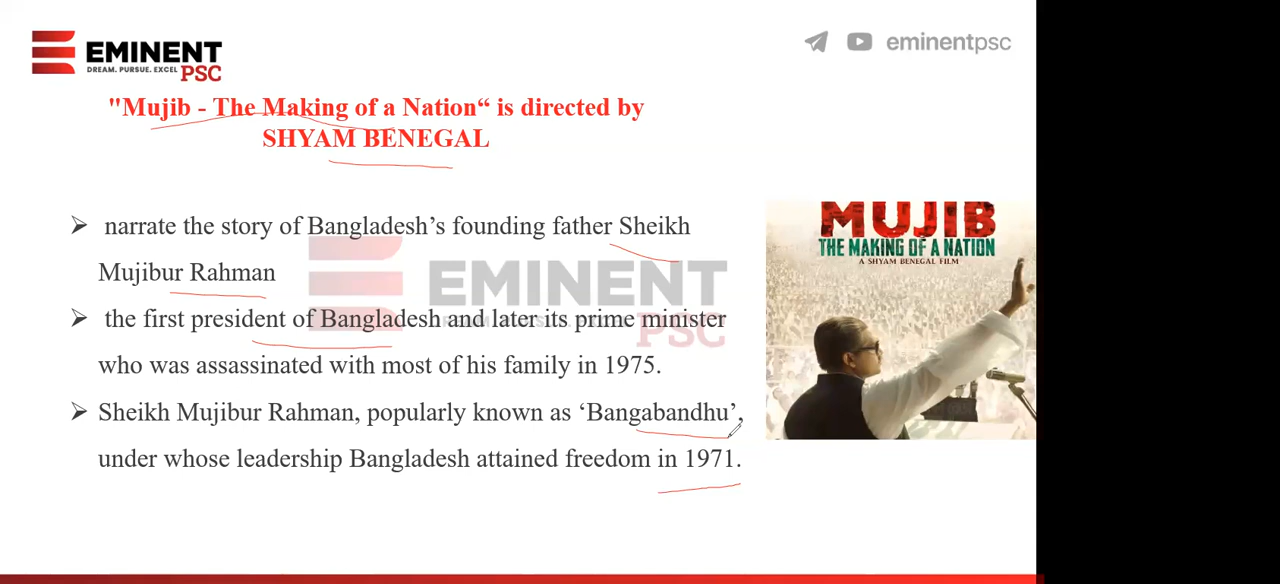 EMINENT
DREAM. PURSUE. EXCEL PSC
eminentpsc
"Mujib - The Making of a Nation“ is directed by
SHYAM BENEGAL
➢ narrate the story of Bangladesh’s founding father Sheikh
Mujibur Rahman
➢ the first president of Bangladesh and later its prime minister
who was assassinated with most of his family in 1975.
➢ Sheikh Mujibur Rahman, popularly known as ‘Bangabandhu’,
under whose leadership Bangladesh attained freedom in 1971.
MUJIB
THE MAKING OF A NATION
A SHYAM BENEGAL FILM
EMINENT
DREAM. PURSUE. EXCEL
PSC